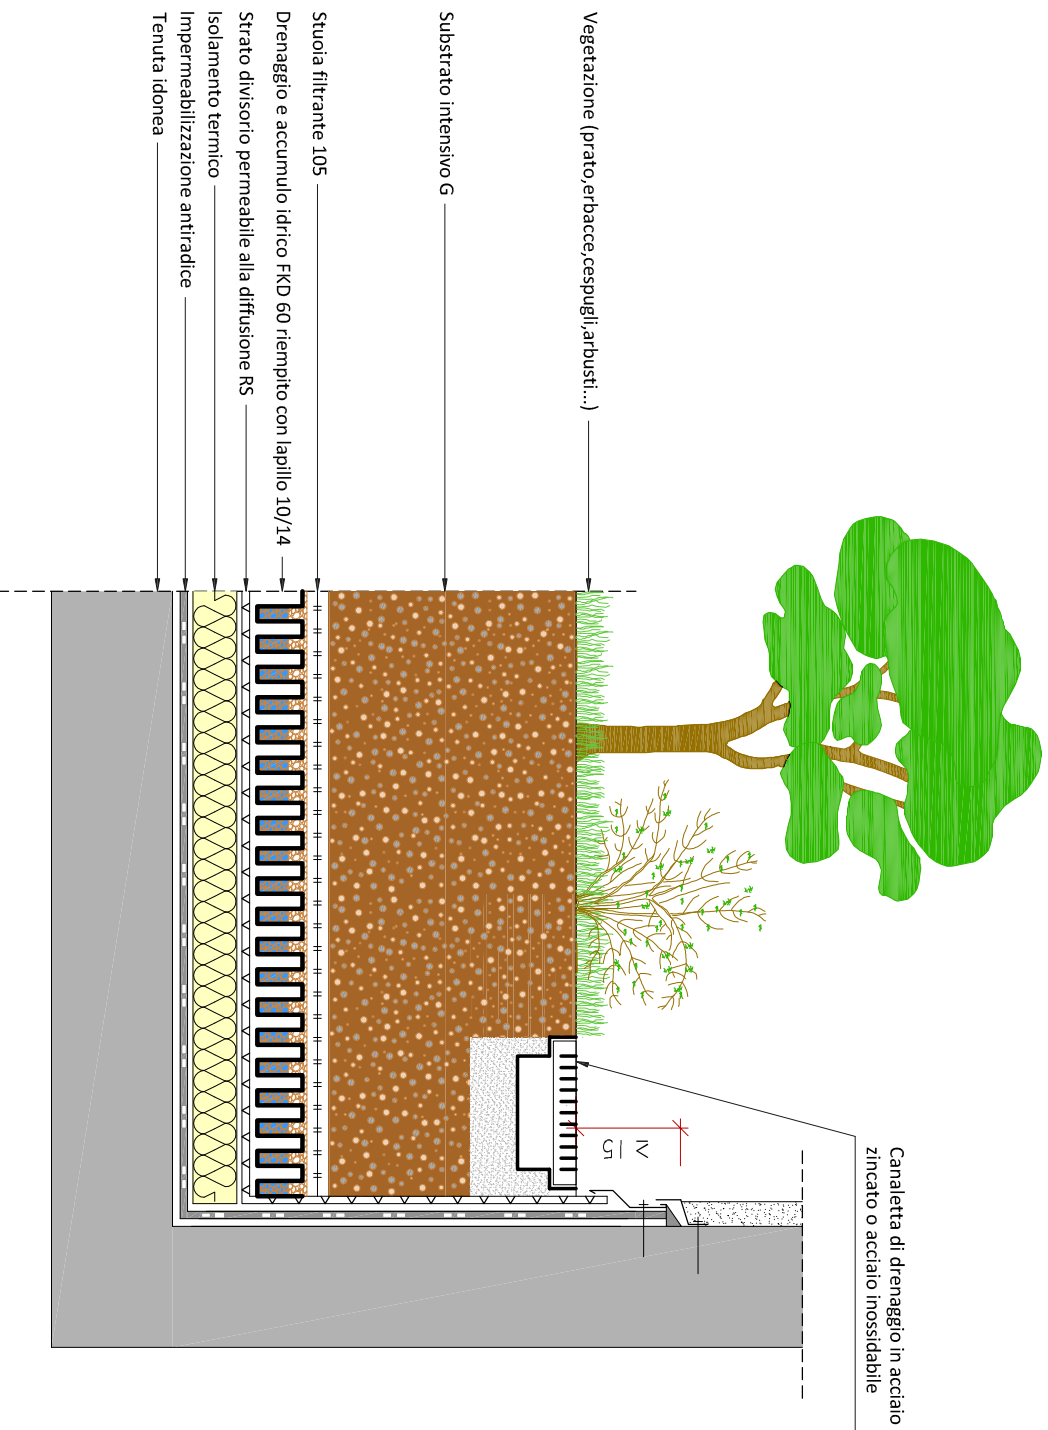 Canaletta di drenaggio in acciaio
zincato o acciaio inossidabile
≥ 15
Vegetazione (prato,erbacce,cespugli,arbusti...)
Substrato intensivo G
Stuoia filtrante 105
Drenaggio e accumulo idrico FKD 60 riempito con lapillo 10/14
Strato divisorio permeabile alla diffusione RS
Isolamento termico
Impermeabilizzazione antiradice
Tenuta idonea